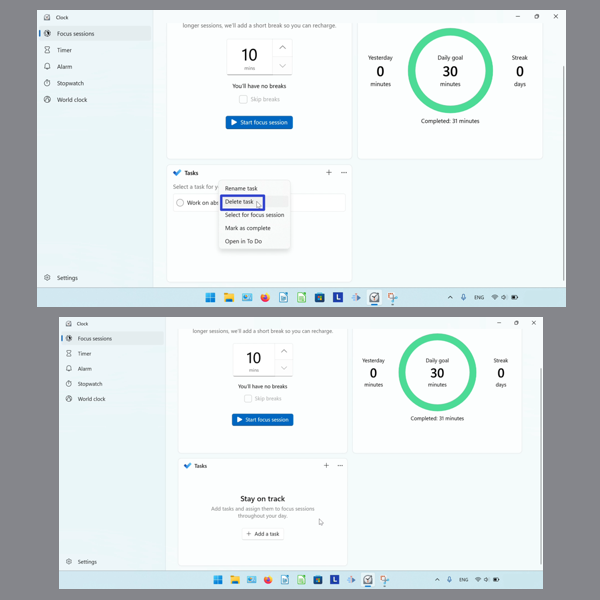 Clock
Focus sessions
Timer
Alarm
Stopwatch
World clock
Settings
longer sessions, we'll add a short break so you can recharge.
10
mins
You'll have no breaks
Skip breaks
Start focus session
Yesterday
0
minutes
Daily goal
30
minutes
Streak
0
days
Completed: 31 minutes
Tasks
Select a task for y
Work on
Rename task
Delete task
Select for focus session
Mark as complete
Open in To Do
L
ENG
Clock
Focus sessions
Timer
Alarm
Stopwatch
World clock
Settings
longer sessions, we'll add a short break so you can recharge.
10
mins
You'll have no breaks
Skip breaks
Start focus session
Yesterday
0
minutes
Daily goal
30
minutes
Streak
0
days
Completed: 31 minutes
Tasks
Stay on track
Add tasks and assign them to focus sessions
throughout your day.
+ Add a task
L
ENG